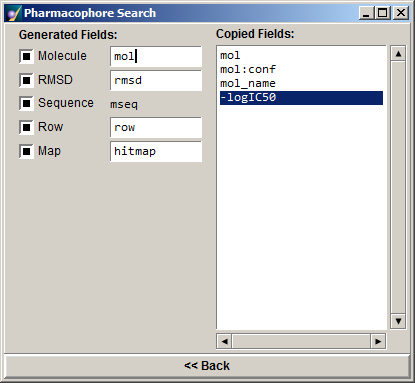 Pharmacophore Search
Generated Fields:
Molecule mol
RMSD rmsd
Sequence mseq
Row row
Map hitmap
Copied Fields:
mol
mol:conf
mol_name
-logIC50
<< Back